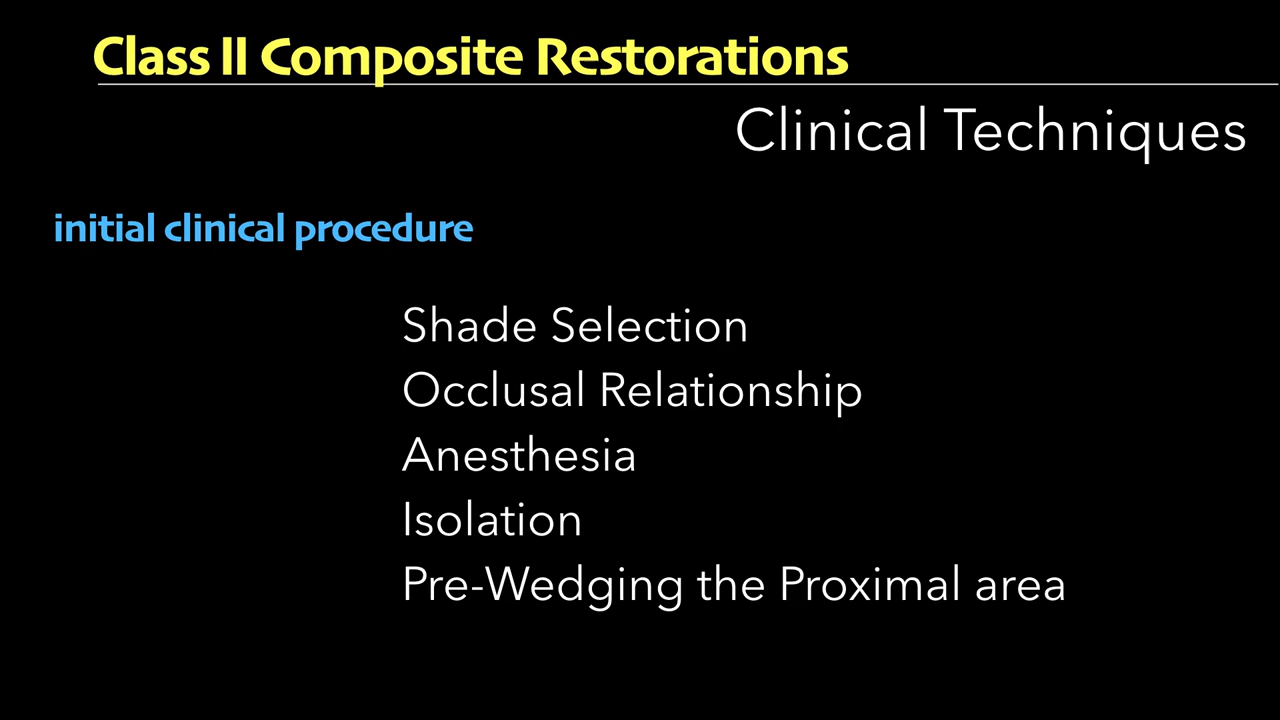 Class II Composite Restorations
Clinical Techniques
initial clinical procedure
Shade Selection
Occlusal Relationship
Anesthesia
Isolation
Pre-Wedging the Proximal area